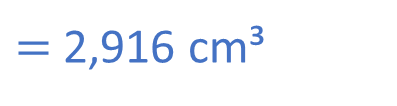 = 2,916 cm³